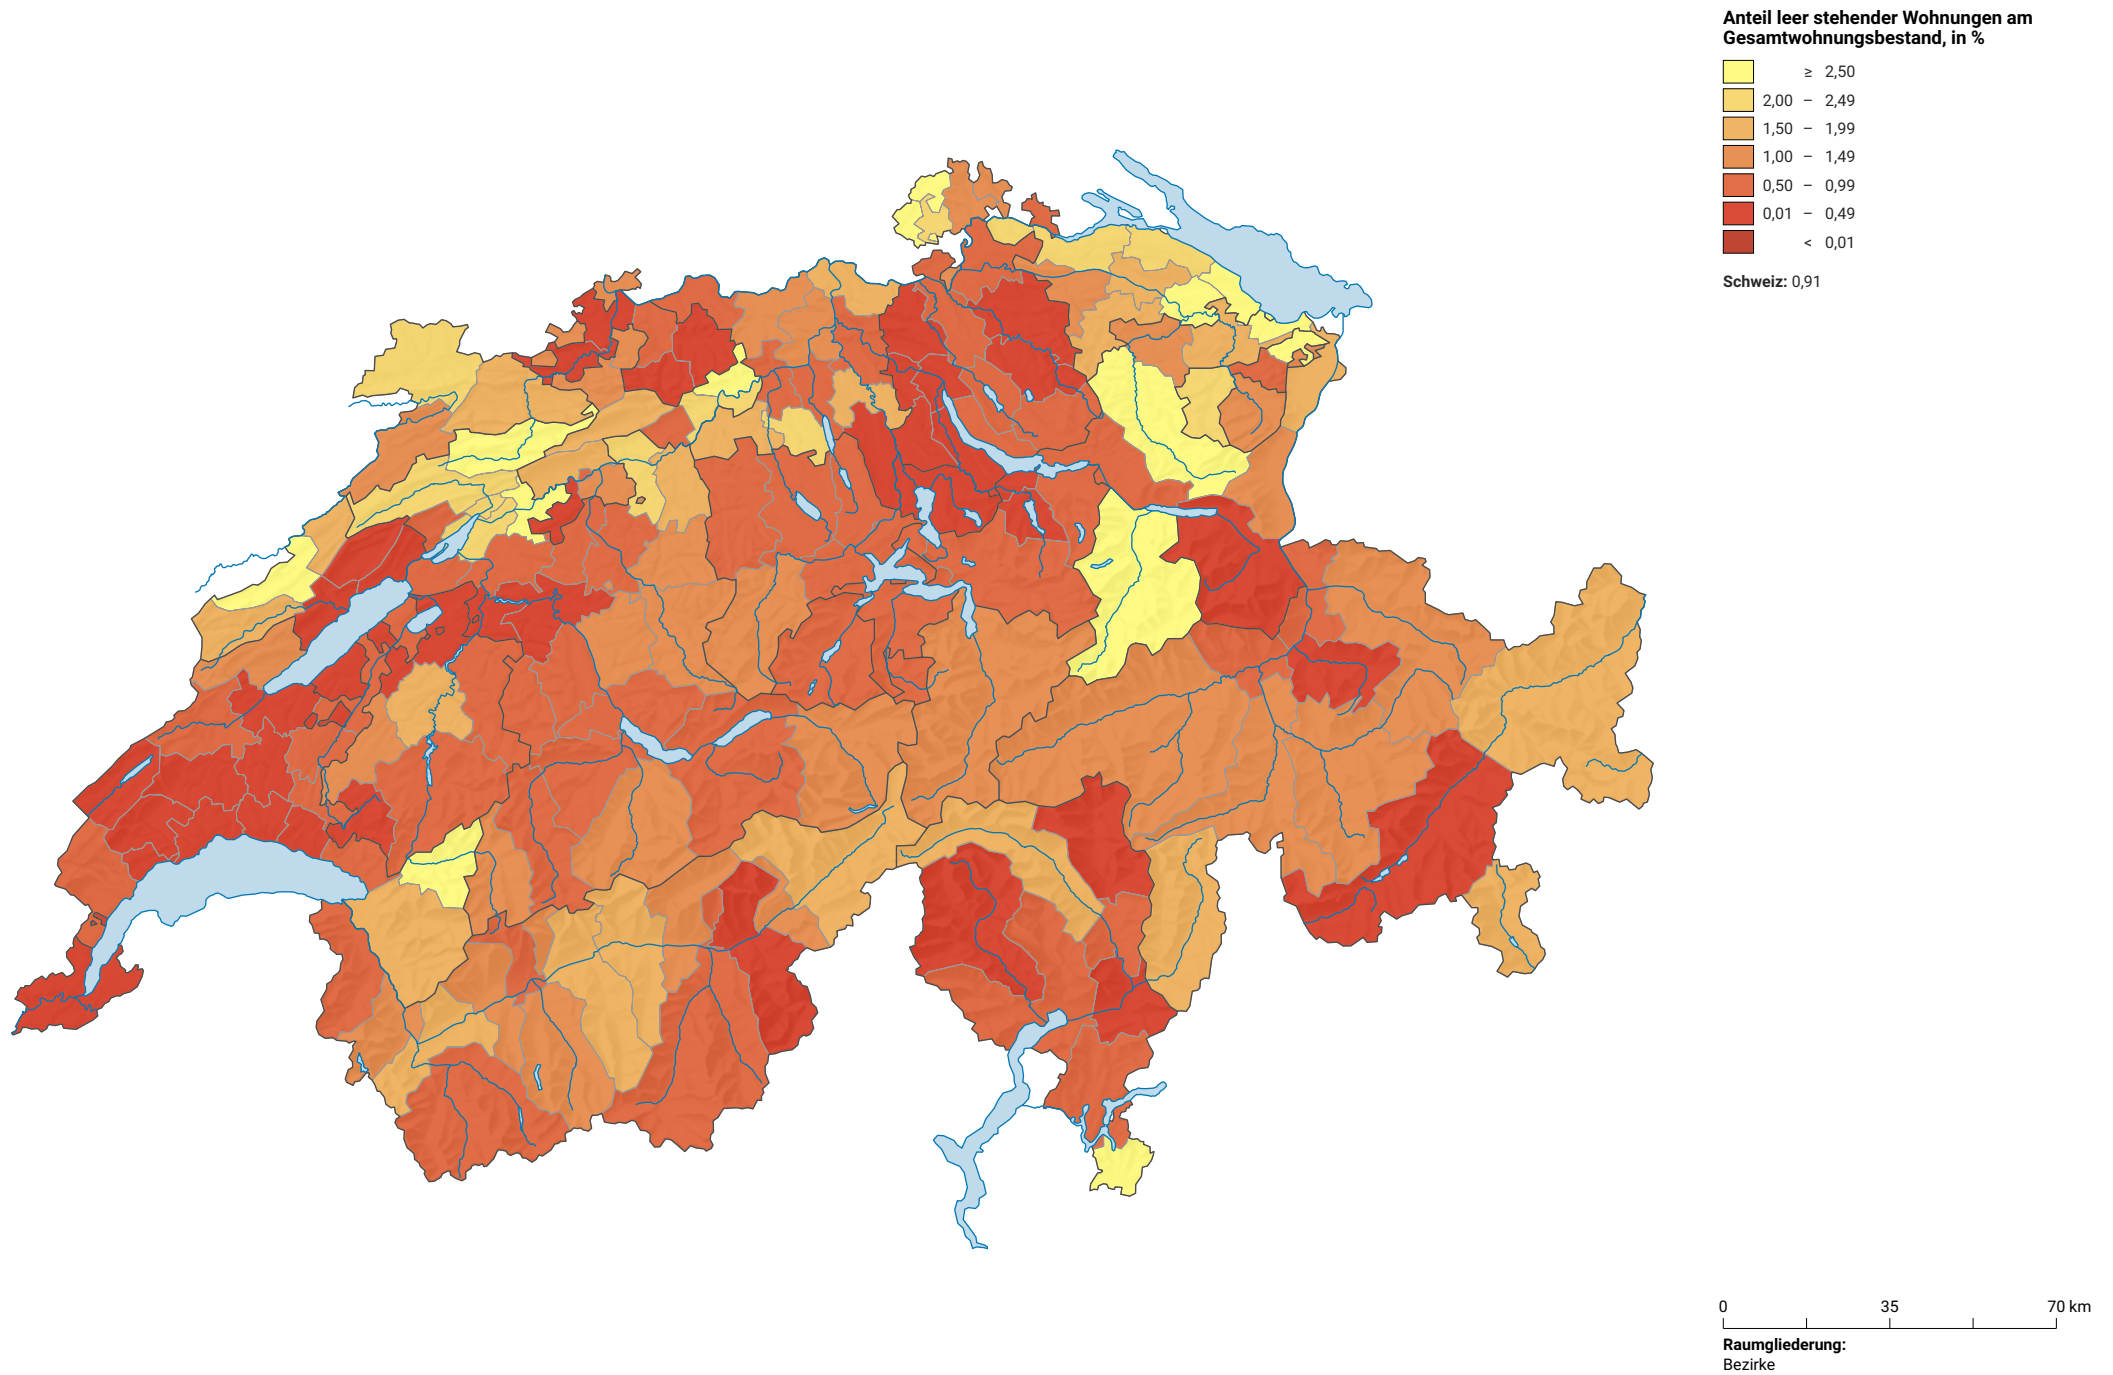 Anteil leer stehender Wohnungen am
Gesamtwohnungsbestand, in %
≥ 2,50
2,00 – 2,49
1,50 – 1,99
1,00 – 1,49
0,50 – 0,99
0,01 – 0,49
< 0,01
Schweiz: 0,91
0 35 70 km
Raumgliederung:
Bezirke